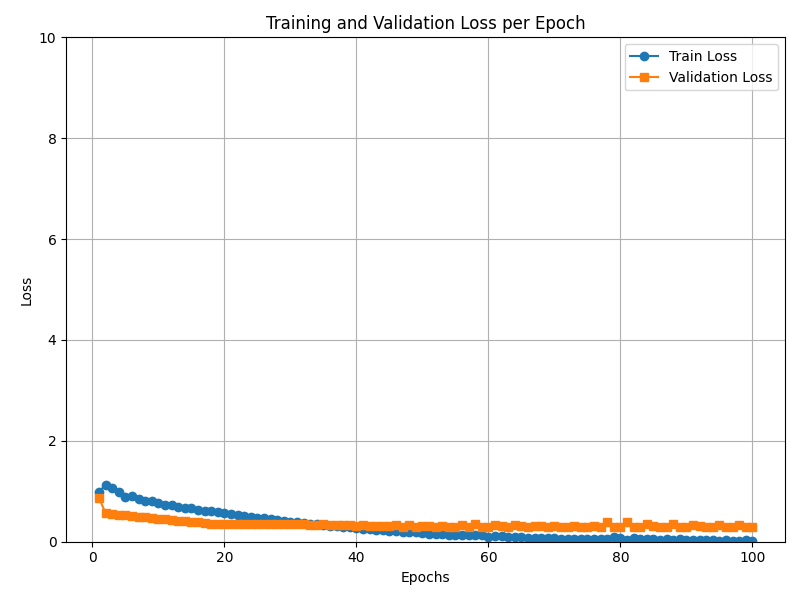 Training and Validation Loss per Epoch
Train Loss
Validation Loss
10
8
6
4
2
0
Loss
0 20 40 60 80 100
Epochs